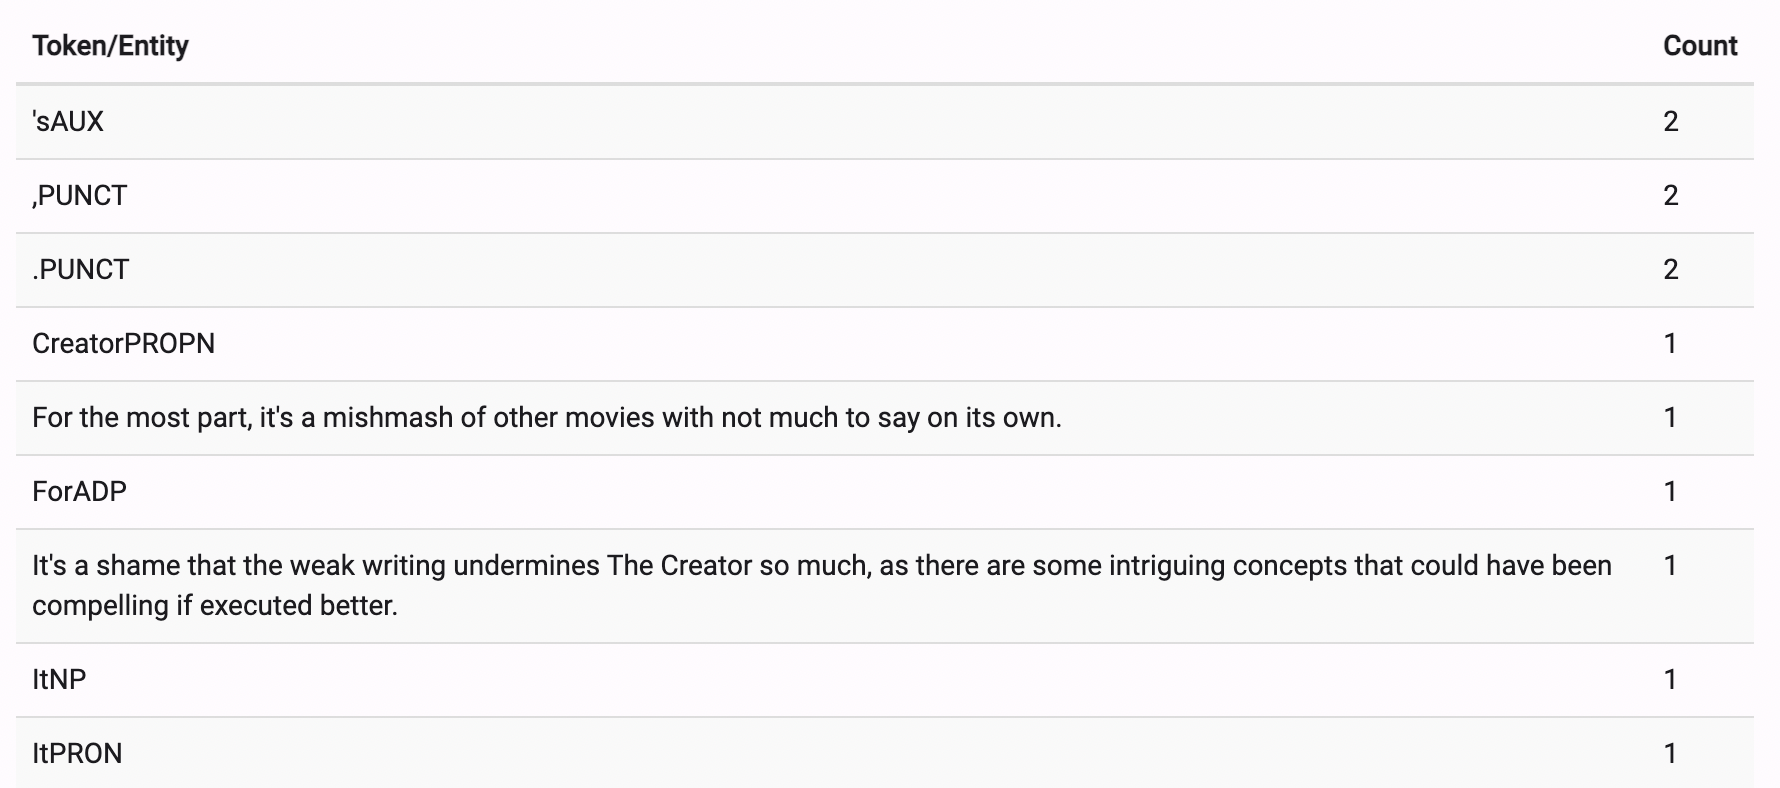 Token/Entity Count
'sAUX 2
,PUNCT 2
.PUNCT 2
CreatorPROPN 1
For the most part, it's a mishmash of other movies with not much to say on its own. 1
ForADP 1
It's a shame that the weak writing undermines The Creator so much, as there are some intriguing concepts that could have been 1
compelling if executed better.
ItNP 1
ItPRON 1